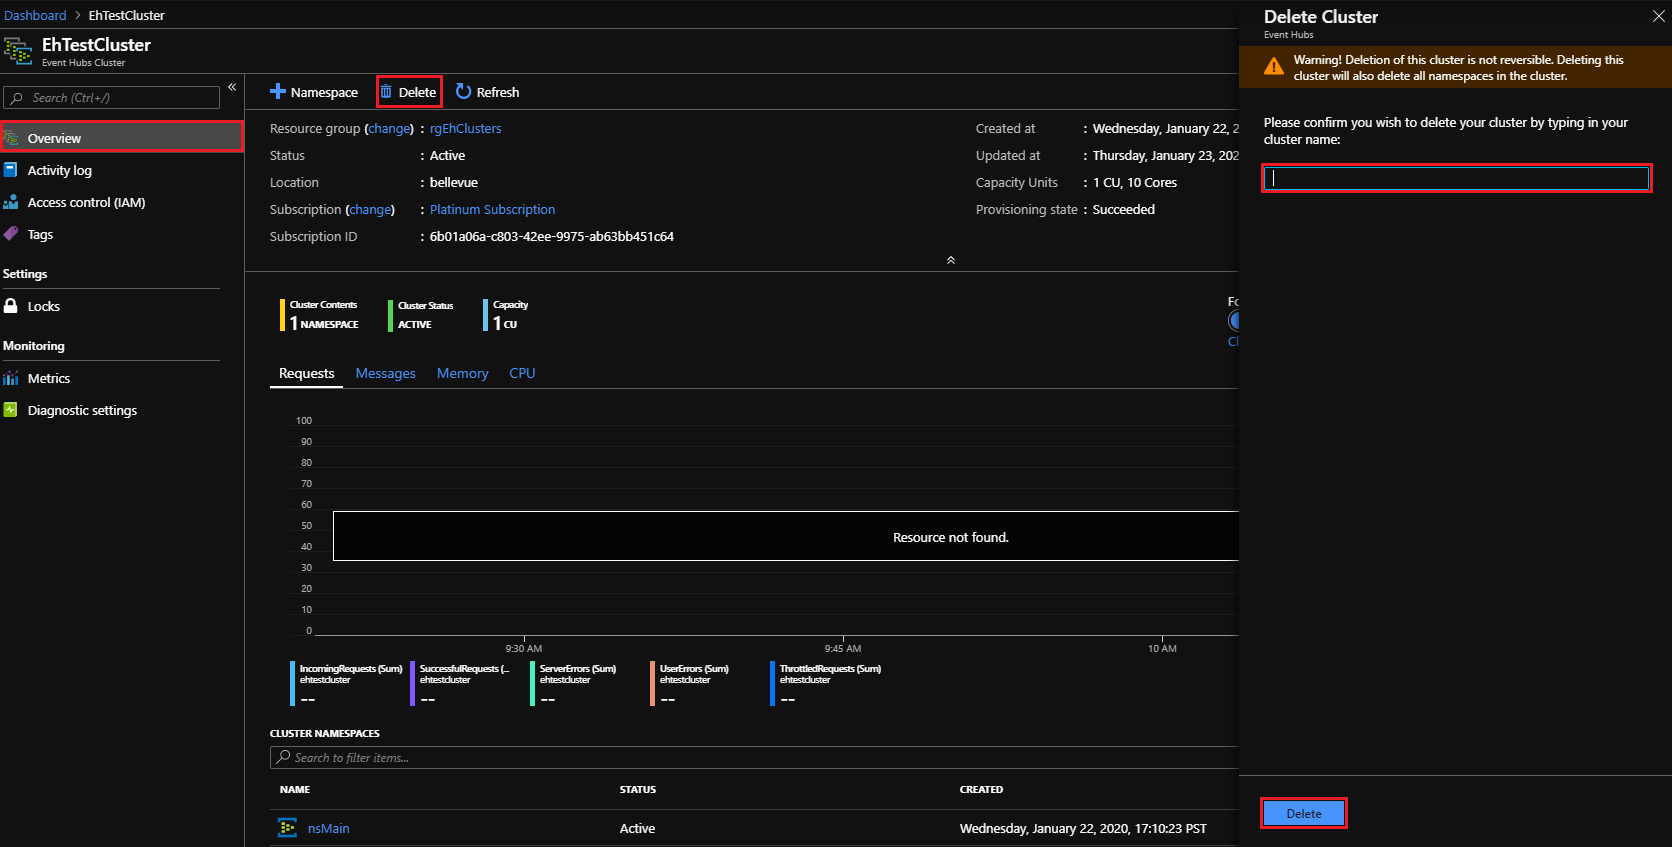 Dashboard > EhTestCluster
EhTestCluster
Event Hubs Cluster
Search (Ctrl+/)
«
Overview
Activity log
Access control (IAM)
Tags
Settings
Locks
Monitoring
Metrics
Diagnostic settings
Namespace Delete Refresh
Resource group (change) : rgEhClusters
Status : Active
Location : bellevue
Subscription (change) : Platinum Subscription
Subscription ID : 6b01a06a-c803-42ee-9975-ab63bb451c64
Created at : Wednesday, January 22, 2
Updated at : Thursday, January 23, 202
Capacity Units : 1 CU, 10 Cores
Provisioning state : Succeeded
Cluster Contents
1 NAMESPACE
Cluster Status
ACTIVE
Capacity
1 CU
Fo
Cl
Requests Messages Memory CPU
100
90
80
70
60
50
40
30
20
10
0
Resource not found.
9:30 AM 9:45 AM 10 AM
IncomingRequests (Sum)
ehtestcluster
--
SuccessfulRequests (...
ehtestcluster
--
ServerErrors (Sum)
ehtestcluster
--
UserErrors (Sum)
ehtestcluster
--
ThrottledRequests (Sum)
ehtestcluster
--
CLUSTER NAMESPACES
Search to filter items...
NAME STATUS CREATED
nsMain Active Wednesday, January 22, 2020, 17:10:23 PST
Delete Cluster
Event Hubs
Warning! Deletion of this cluster is not reversible. Deleting this
cluster will also delete all namespaces in the cluster.
Please confirm you wish to delete your cluster by typing in your
cluster name:
Delete